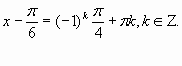 x − π/6 = (−1)^k π/4 + πk, k ∈ Z.